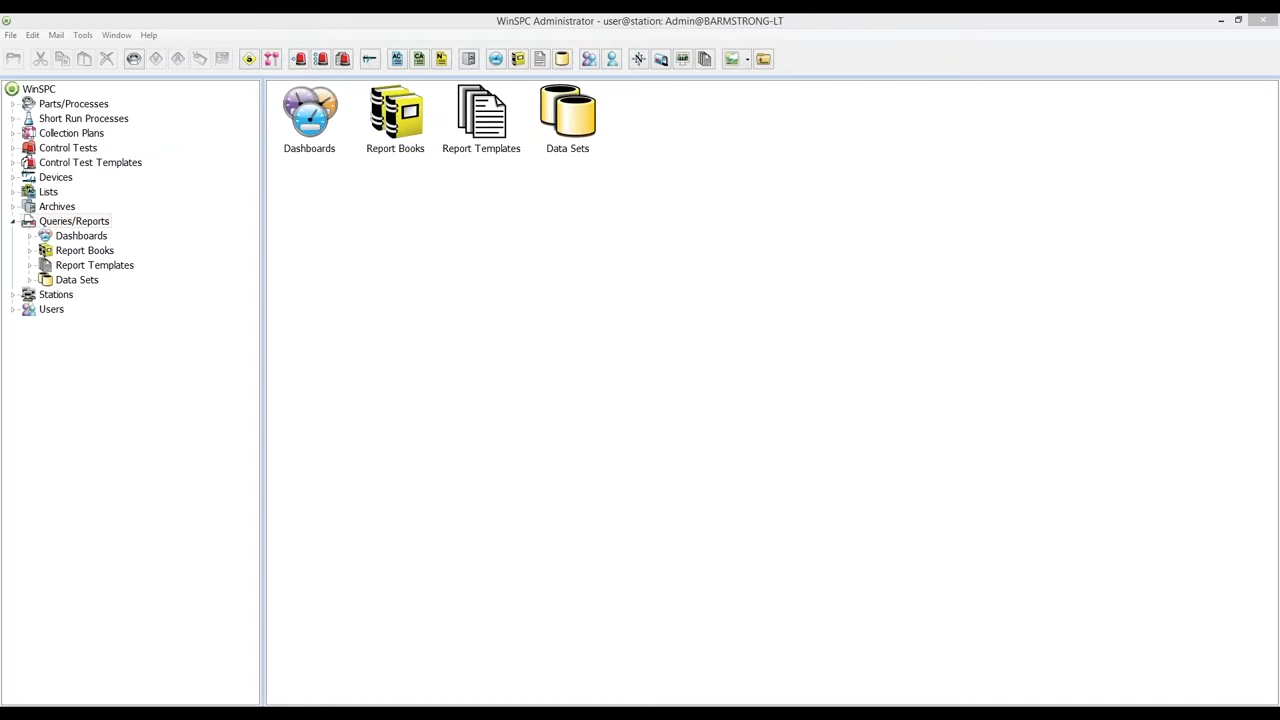 WinSPC Administrator - user@station: Admin@BARMSTRONG-LT
File Edit Mail Tools Window Help
WinSPC
Parts/Processes
Short Run Processes
Collection Plans
Control Tests
Control Test Templates
Devices
Lists
Archives
Queries/Reports
Dashboards
Report Books
Report Templates
Data Sets
Stations
Users
Dashboards Report Books Report Templates Data Sets